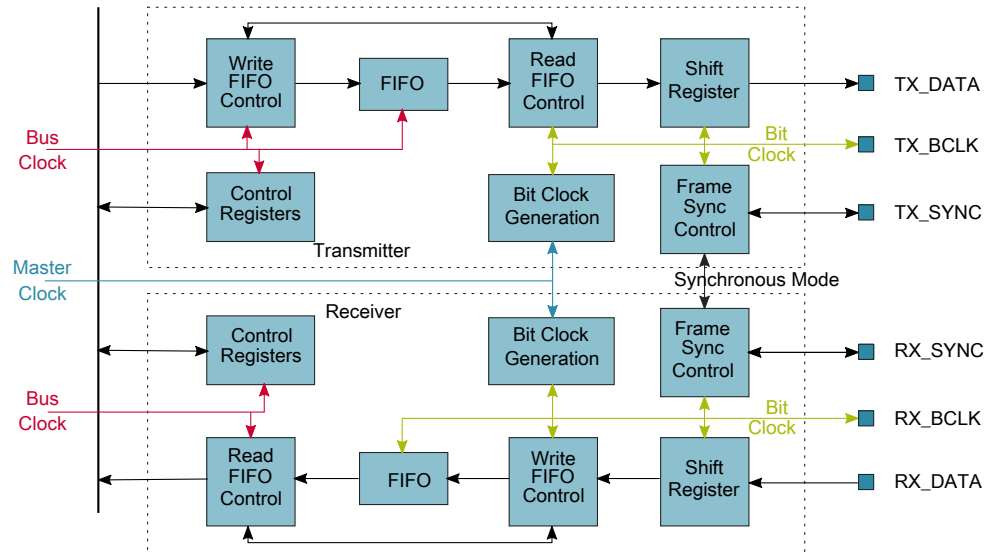 Write
FIFO
Control
FIFO
Read
FIFO
Control
Shift
Register
TX_DATA
Bus
Clock
Bit
Clock
TX_BCLK
Control
Registers
Bit Clock
Generation
Frame
Sync
Control
TX_SYNC
Transmitter
Master
Clock
Synchronous Mode
Receiver
Control
Registers
Bit Clock
Generation
Frame
Sync
Control
RX_SYNC
Bus
Clock
Bit
Clock
RX_BCLK
Read
FIFO
Control
FIFO
Write
FIFO
Control
Shift
Register
RX_DATA